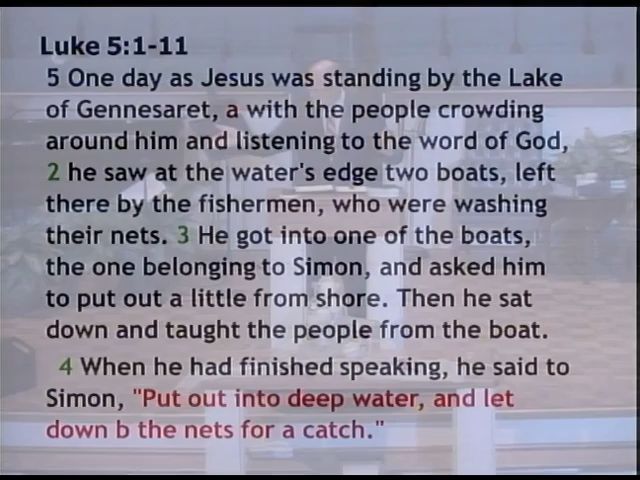 Luke 5:1-11
5 One day as Jesus was standing by the Lake
of Gennesaret, a with the people crowding
around him and listening to the word of God,
2 he saw at the water's edge two boats, left
there by the fishermen, who were washing
their nets. 3 He got into one of the boats,
the one belonging to Simon, and asked him
to put out a little from shore. Then he sat
down and taught the people from the boat.
4 When he had finished speaking, he said to
Simon, "Put out into deep water, and let
down b the nets for a catch."